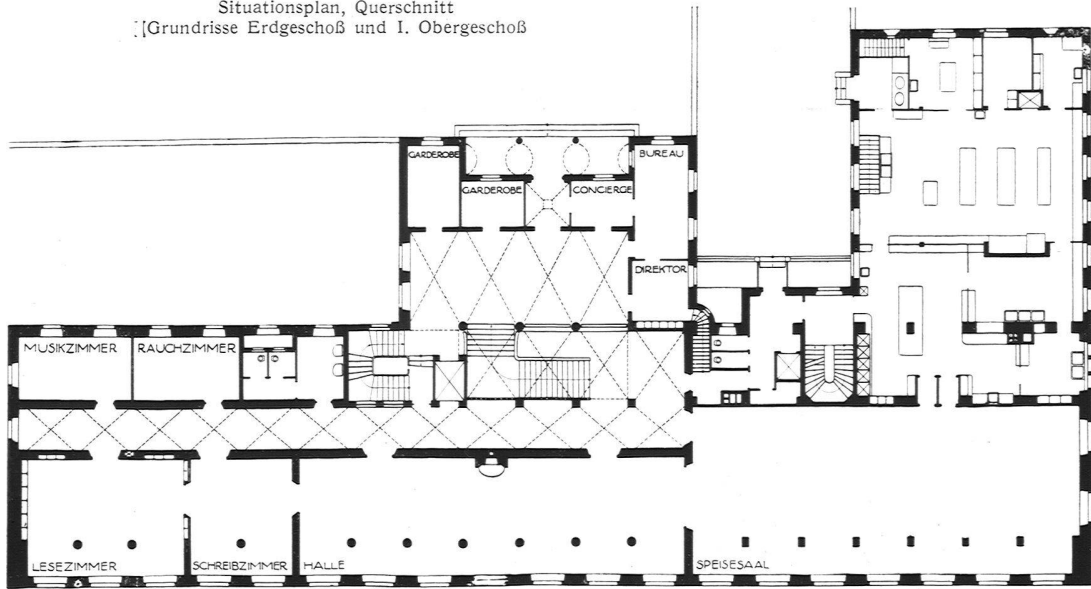 Situationsplan, Querschnitt
Grundrisse Erdgeschoß und I. Obergeschoß
GARDEROBE
BUREAU
GARDEROBE
CONCIERGE
DIREKTOR
MUSIKZIMMER
RAUCHZIMMER
LESEZIMMER
SCHREIBZIMMER
HALLE
SPEISESAAL